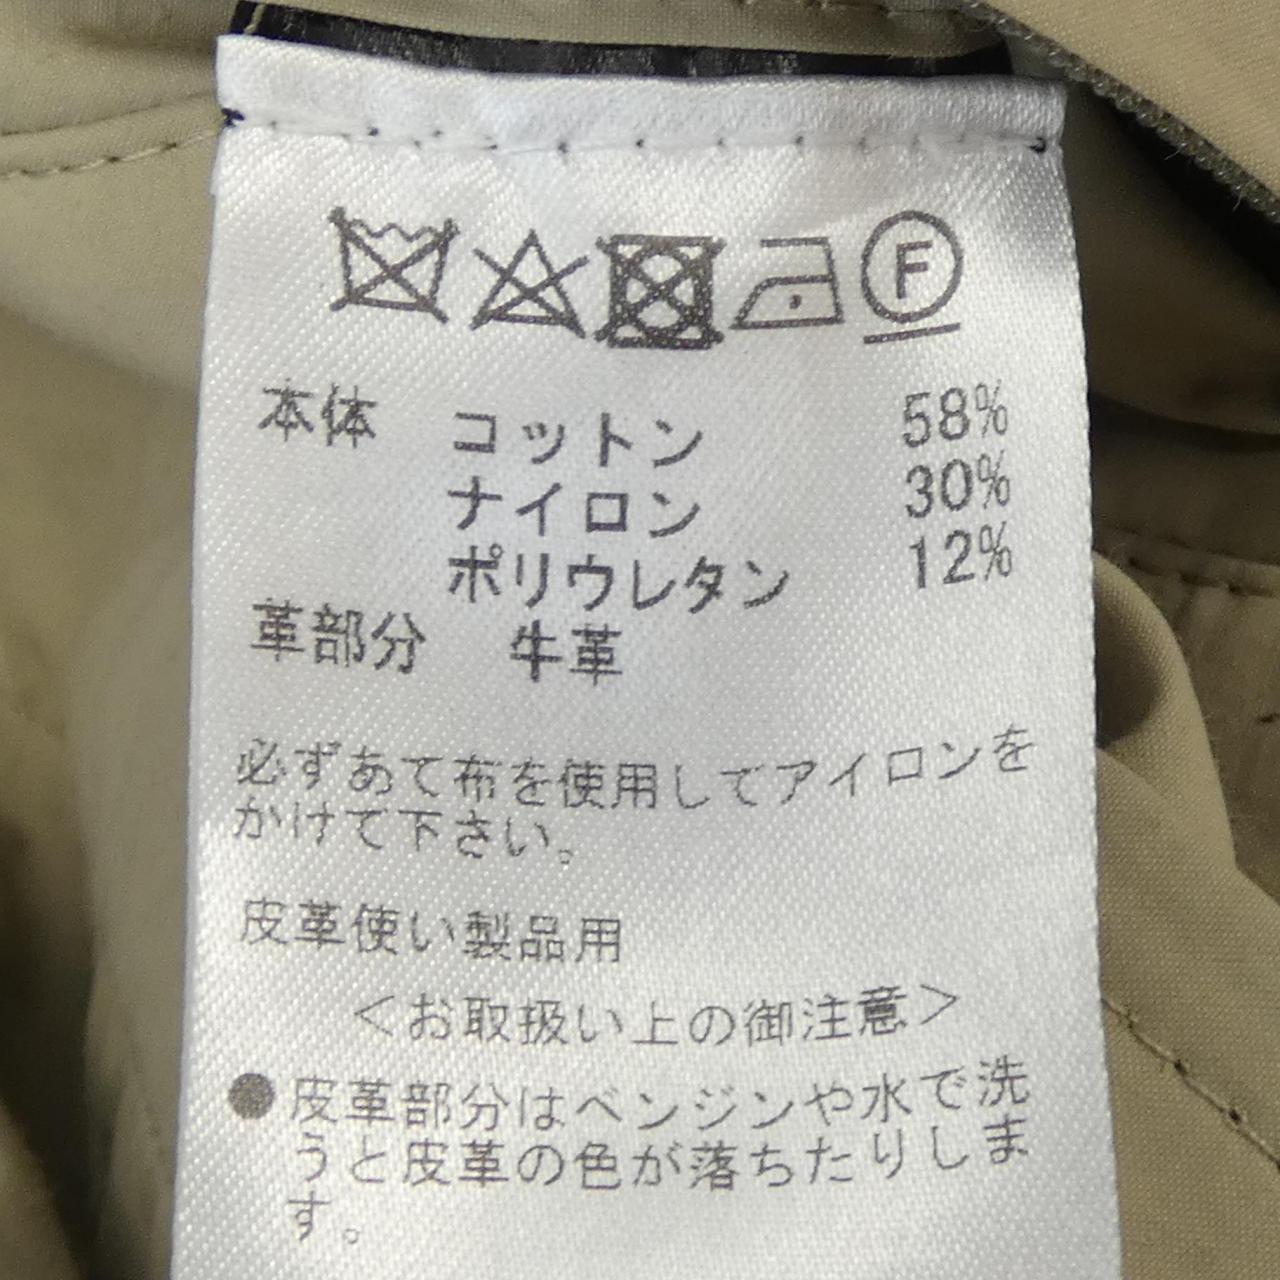 F
本体 コットン 58%
ナイロン 30%
ポリウレタン 12%
革部分 牛革
必ずあて布を使用してアイロンを
かけて下さい。
皮革使い製品用
＜お取扱い上の御注意＞
●皮革部分はベンジンや水で洗
うと皮革の色が落ちたりしま
す。